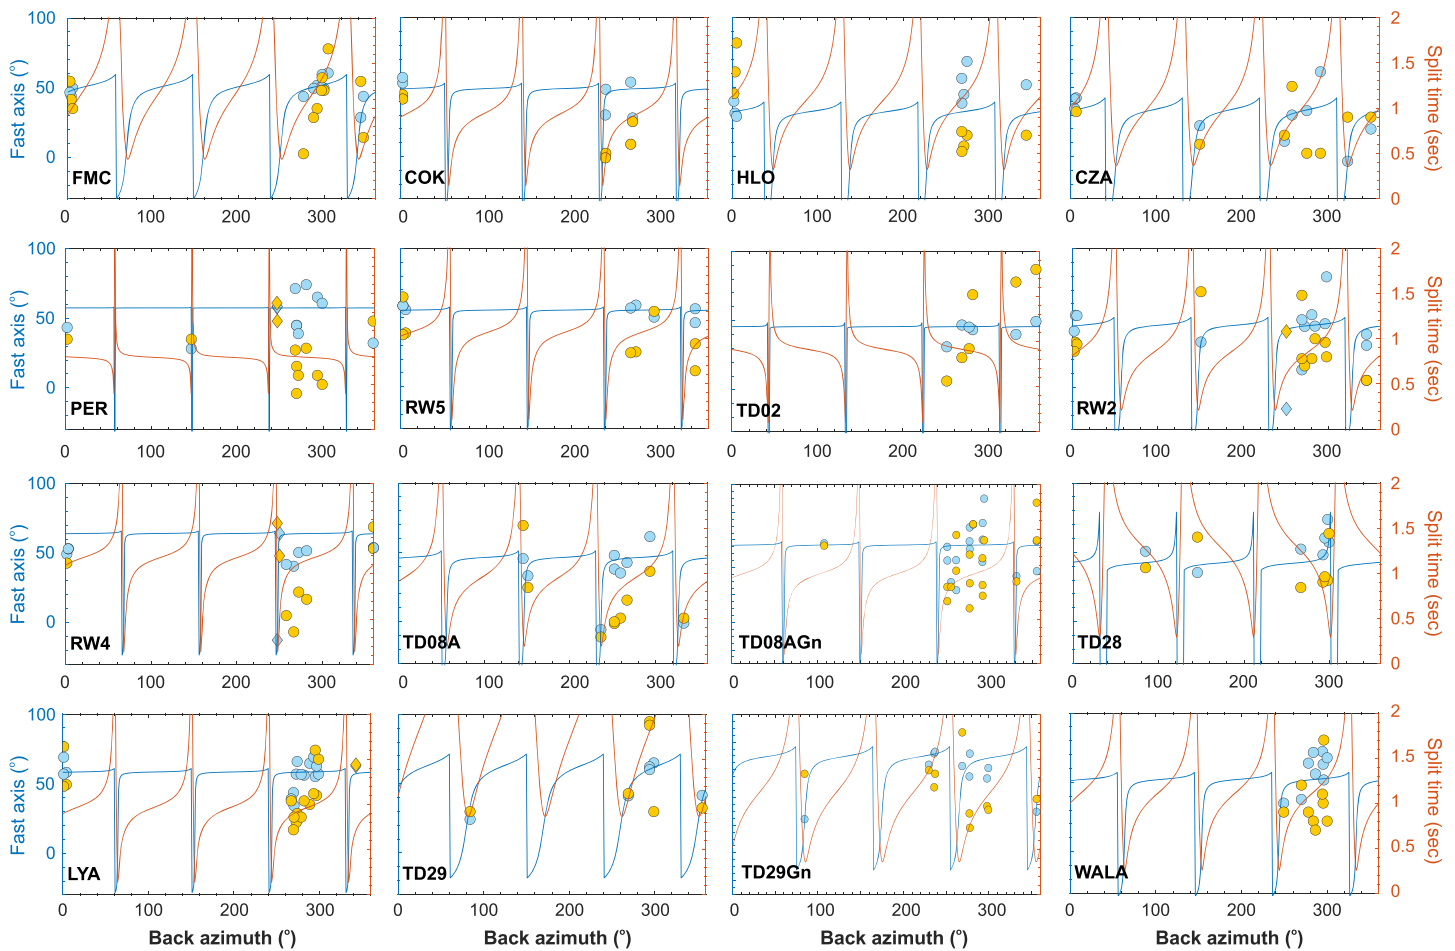 100
50
0
Fast axis (°)
FMC
0 100 200 300
COK
0 100 200 300
HLO
0 100 200 300
CZA
0 100 200 300
2
1.5
1
0.5
0
Split time (sec)
100
50
0
Fast axis (°)
PER
0 100 200 300
RW5
0 100 200 300
TD02
0 100 200 300
RW2
0 100 200 300
2
1.5
1
0.5
0
Split time (sec)
100
50
0
Fast axis (°)
RW4
0 100 200 300
TD08A
0 100 200 300
TD08AGn
0 100 200 300
TD28
0 100 200 300
2
1.5
1
0.5
0
Split time (sec)
100
50
0
Fast axis (°)
LYA
0 100 200 300
Back azimuth (°)
TD29
0 100 200 300
Back azimuth (°)
TD29Gn
0 100 200 300
Back azimuth (°)
WALA
0 100 200 300
Back azimuth (°)
2
1.5
1
0.5
0
Split time (sec)